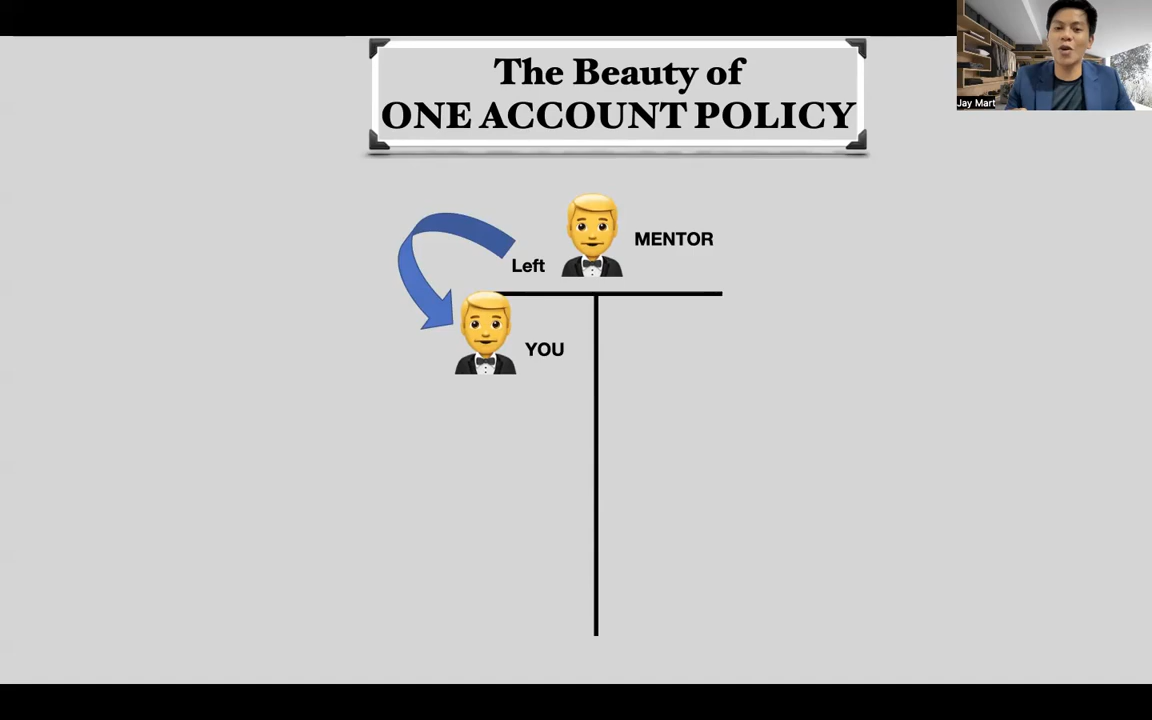 The Beauty of
ONE ACCOUNT POLICY
Jay Mart
MENTOR
Left
YOU